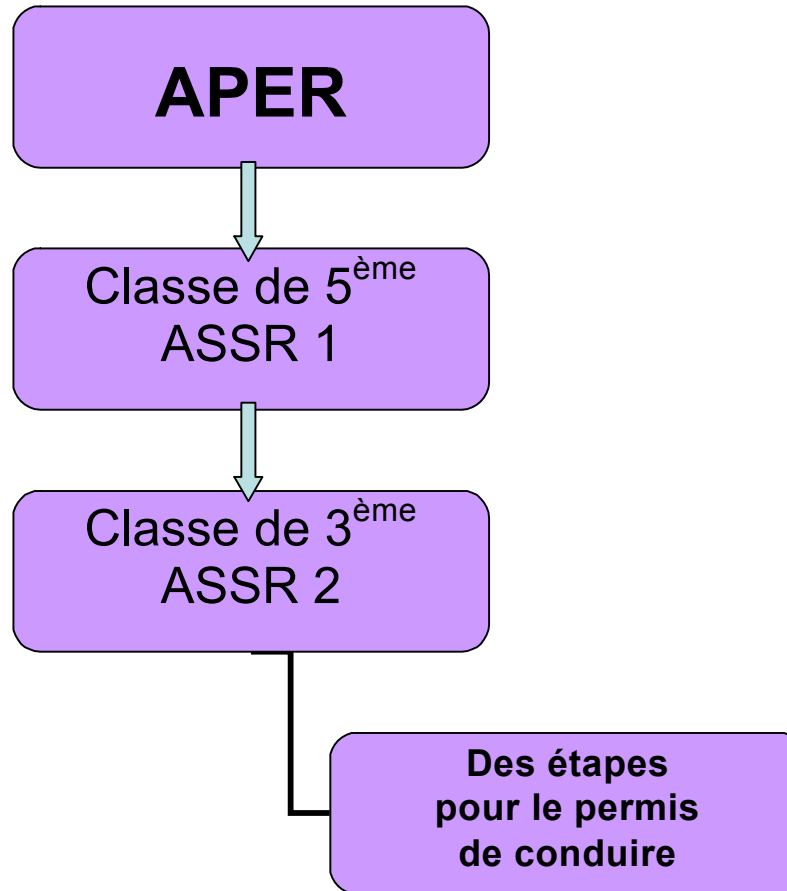 APER
Classe de 5ème
ASSR 1
Classe de 3ème
ASSR 2
Des étapes
pour le permis
de conduire